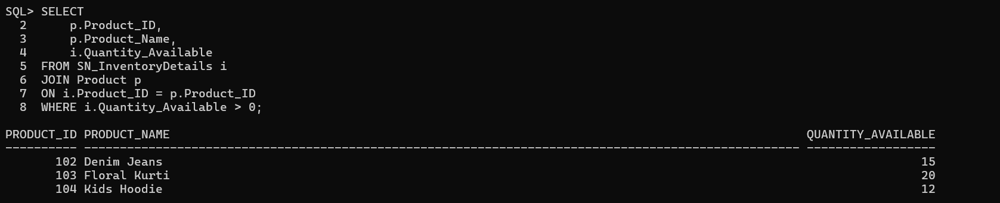 SQL> SELECT
  2      p.Product_ID,
  3      p.Product_Name,
  4      i.Quantity_Available
  5  FROM SN_InventoryDetails i
  6  JOIN Product p
  7  ON i.Product_ID = p.Product_ID
  8  WHERE i.Quantity_Available > 0;

PRODUCT_ID PRODUCT_NAME                                                                                         QUANTITY_AVAILABLE
---------- ---------------------------------------------------------------------------------------------------- ------------------
       102 Denim Jeans                                                                                                          15
       103 Floral Kurti                                                                                                         20
       104 Kids Hoodie                                                                                                          12